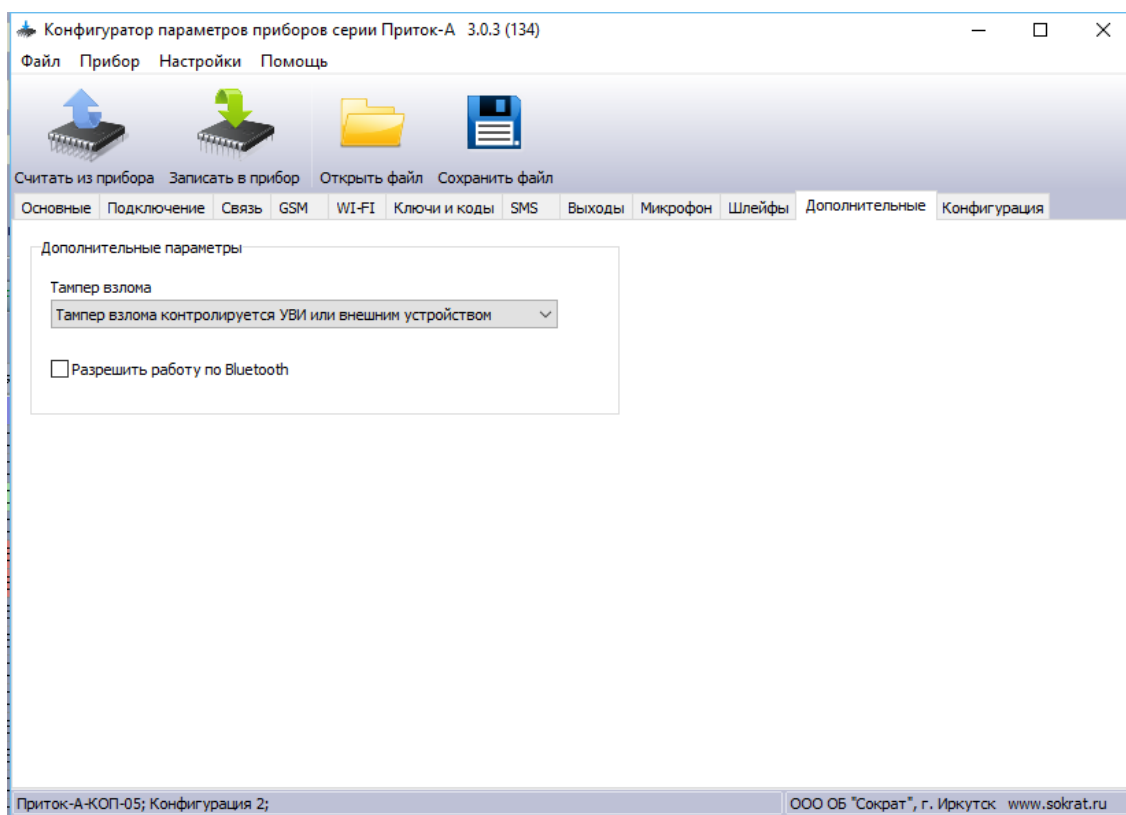 Конфигуратор параметров приборов серии Приток-А 3.0.3 (134)
Файл Прибор Настройки Помощь
Считать из прибора Записать в прибор Открыть файл Сохранить файл
Основные Подключение Связь GSM WI-FI Ключи и коды SMS Выходы Микрофон Шлейфы Дополнительные Конфигурация
Дополнительные параметры
Тампер взлома
Тампер взлома контролируется УВИ или внешним устройством
Разрешить работу по Bluetooth
Приток-А-КОП-05; Конфигурация 2; ООО ОБ "Сократ", г. Иркутск www.sokrat.ru